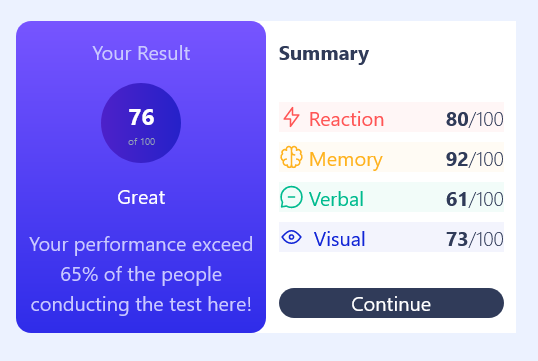 Your Result
76
of 100
Great
Your performance exceed
65% of the people
conducting the test here!
Summary
Reaction 80/100
Memory 92/100
Verbal 61/100
Visual 73/100
Continue